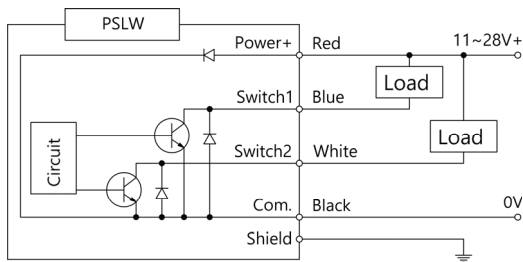 PSLW
Power+ Red 11~28V+
Load
Switch1 Blue
Load
Switch2 White
Circuit
Com. Black 0V
Shield